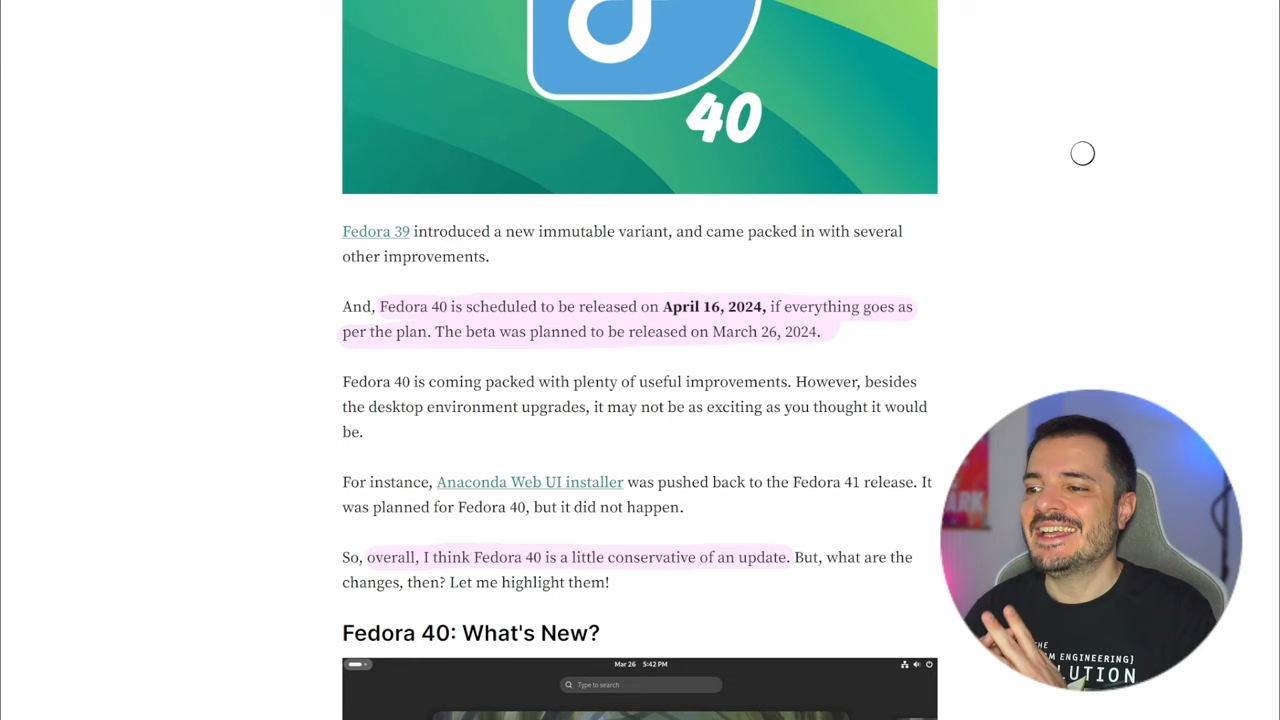 40
Fedora 39 introduced a new immutable variant, and came packed in with several
other improvements.
And, Fedora 40 is scheduled to be released on April 16, 2024, if everything goes as
per the plan. The beta was planned to be released on March 26, 2024.
Fedora 40 is coming packed with plenty of useful improvements. However, besides
the desktop environment upgrades, it may not be as exciting as you thought it would
be.
For instance, Anaconda Web UI installer was pushed back to the Fedora 41 release. It
was planned for Fedora 40, but it did not happen.
So, overall, I think Fedora 40 is a little conservative of an update. But, what are the
changes, then? Let me highlight them!
Fedora 40: What's New?
Mar 26 5:42 PM
Type to search
THE
ENGINEERING}
LUTION